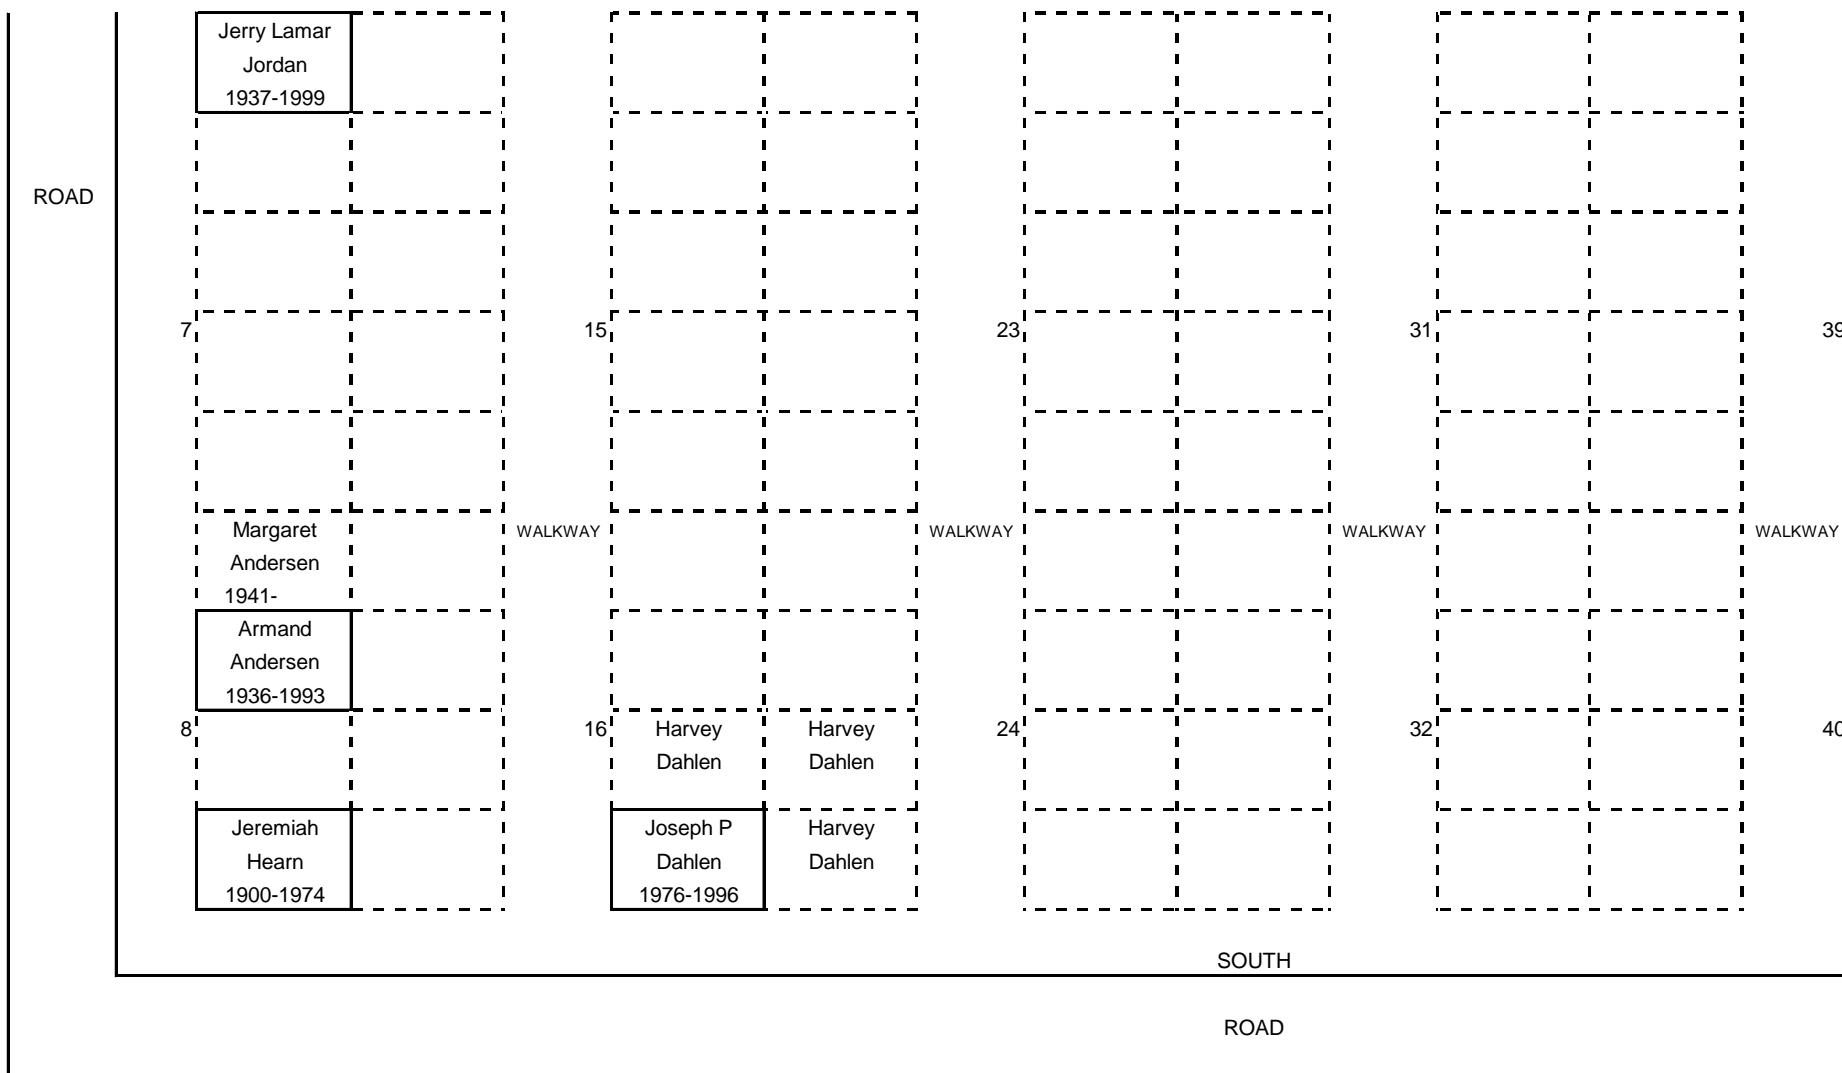 Jerry Lamar
Jordan
1937-1999
ROAD
7
15
23
31
39
Margaret
Andersen
1941-
WALKWAY
WALKWAY
WALKWAY
WALKWAY
Armand
Andersen
1936-1993
8
16
Harvey
Dahlen
Harvey
Dahlen
24
32
40
Jeremiah
Hearn
1900-1974
Joseph P
Dahlen
1976-1996
Harvey
Dahlen
SOUTH
ROAD